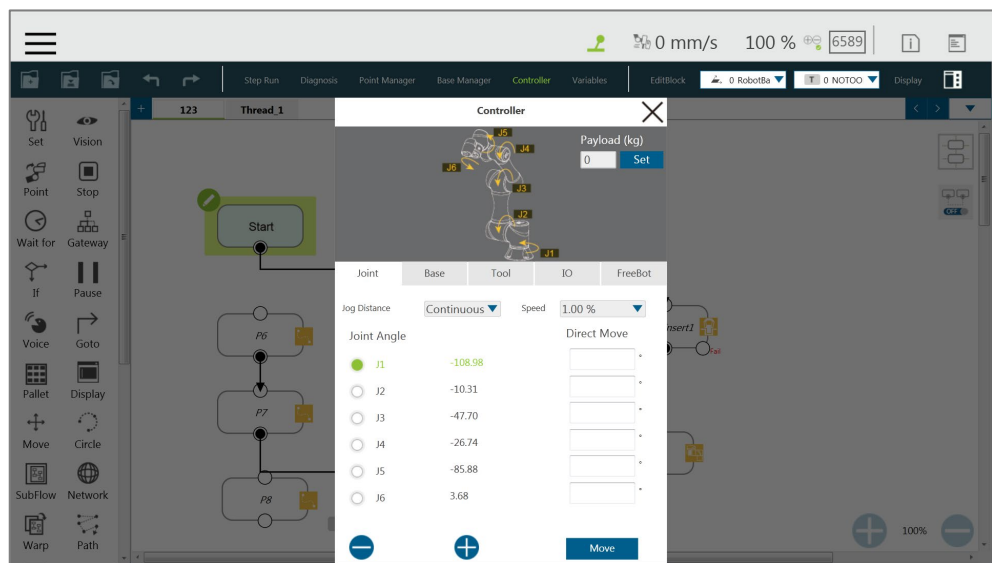 0 mm/s 100 % 6589
Step Run Diagnosis Point Manager Base Manager Controller Variables EditBlock 0 RobotBa T 0 NOTOO Display
+ 123 Thread_1 < >
Controller
Payload (kg)
0 Set
J5
J4
J6
J3
J2
J1
Joint Base Tool IO FreeBot
Jog Distance Continuous Speed 1.00 %
Joint Angle Direct Move
J1 -108.98 °
J2 -10.31 °
J3 -47.70 °
J4 -26.74 °
J5 -85.88 °
J6 3.68 °
Move
Set Vision
Point Stop
Wait for Gateway
If Pause
Voice Goto
Pallet Display
Move Circle
SubFlow Network
Warp Path
Start
P6
P7
P8
nsert1
Fail
OFF
100%